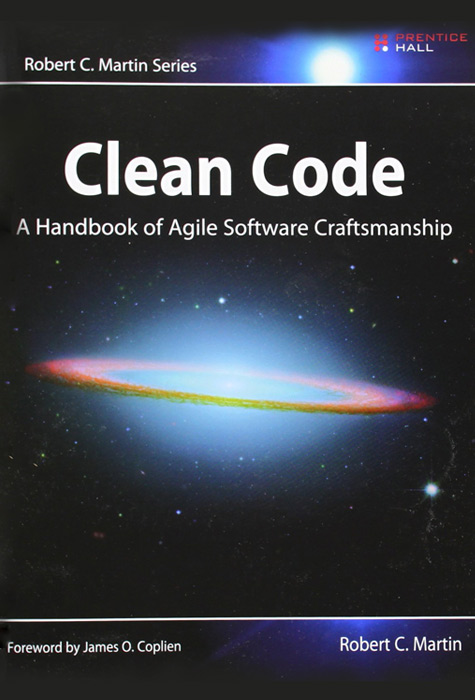 PRENTICE
HALL
Robert C. Martin Series
Clean Code
A Handbook of Agile Software Craftsmanship
Foreword by James O. Coplien
Robert C. Martin